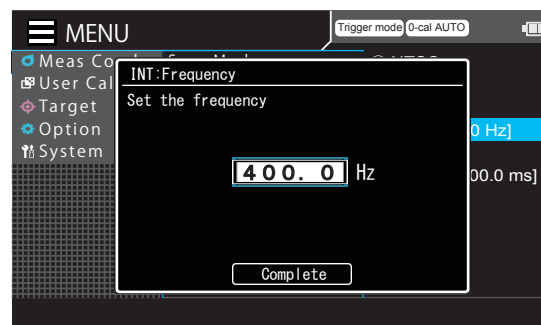 MENU
Trigger mode 0-cal AUTO
Meas Co
User Cal
Target
Option
System
INT:Frequency
Set the frequency
400. 0 Hz
Complete
0 Hz]
00.0 ms]